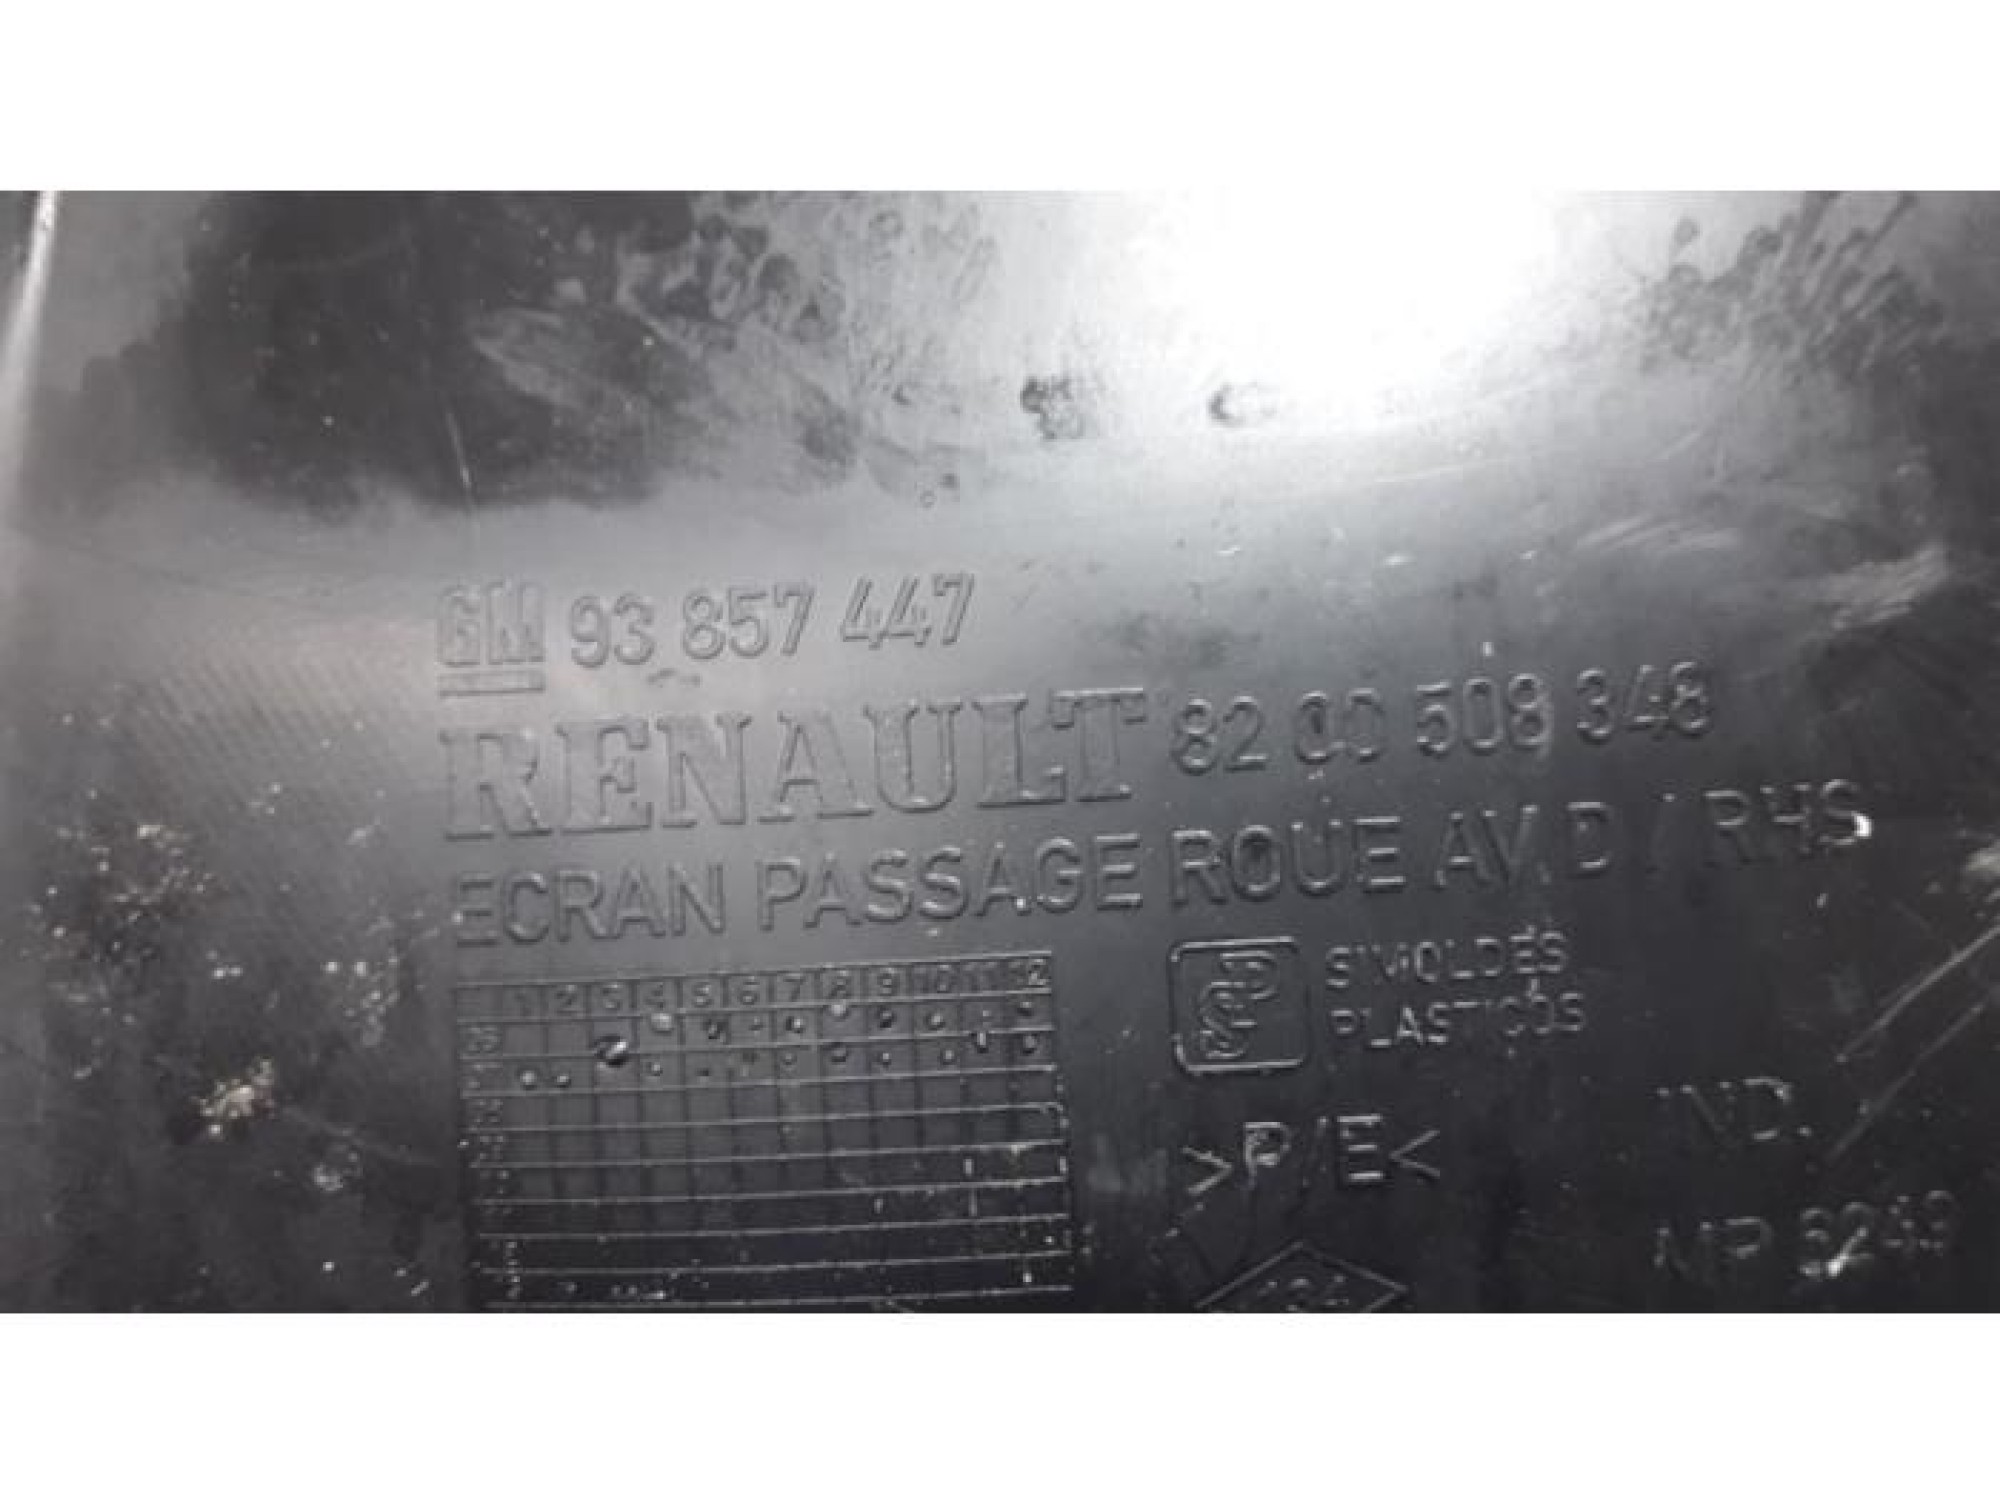 GM 93 857 447
RENAULT 82 00 508 348
ECRAN PASSAGE ROUE AV D / RHS
1 2 3 4 5 6 7 8 9 10 11 12
SP SIMOLDES
PLASTICOS
>P/E<
IND.